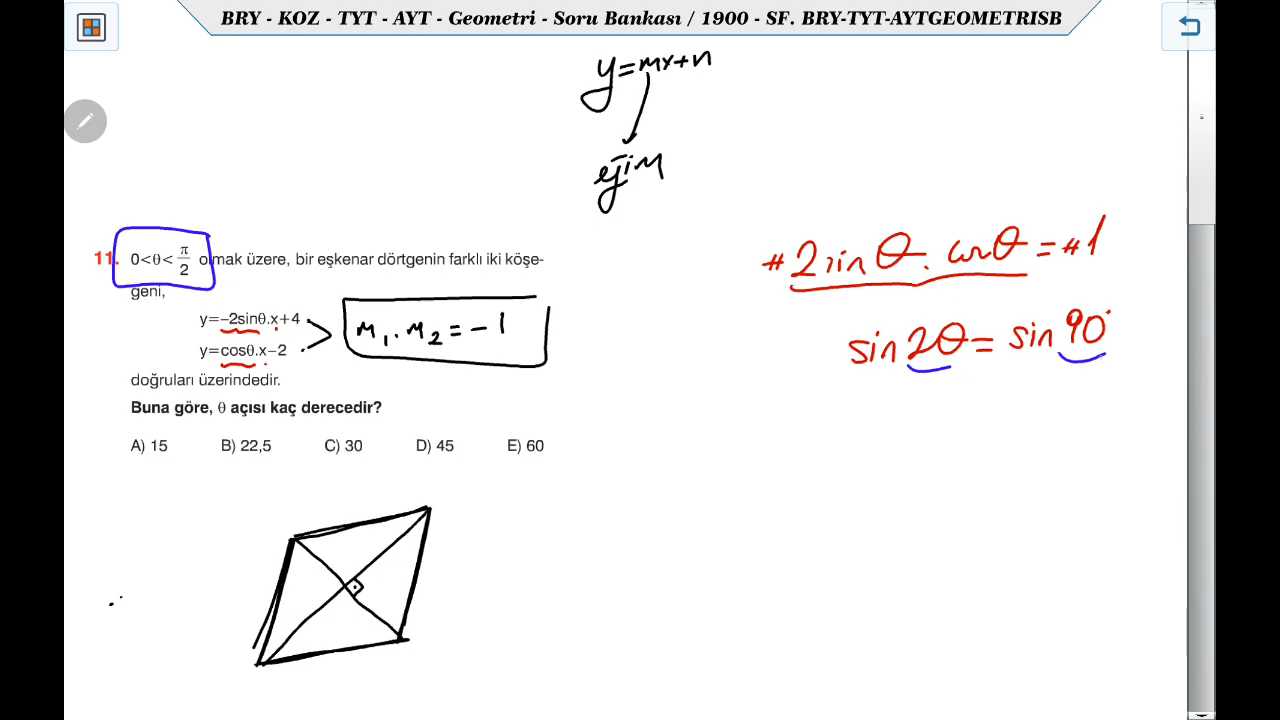 BRY - KOZ - TYT - AYT - Geometri - Soru Bankası / 1900 - SF. BRY-TYT-AYTGEOMETRISB
y=mx+n
eğim
11. 0<θ<π/2 olmak üzere, bir eşkenar dörtgenin farklı iki köşe-
geni,
y=-2sinθ.x+4
y=cosθ.x-2
m₁.m₂=-1
doğruları üzerindedir.
Buna göre, θ açısı kaç derecedir?
A) 15 B) 22,5 C) 30 D) 45 E) 60
+2sinθ.cosθ=+1
sin2θ=sin90°